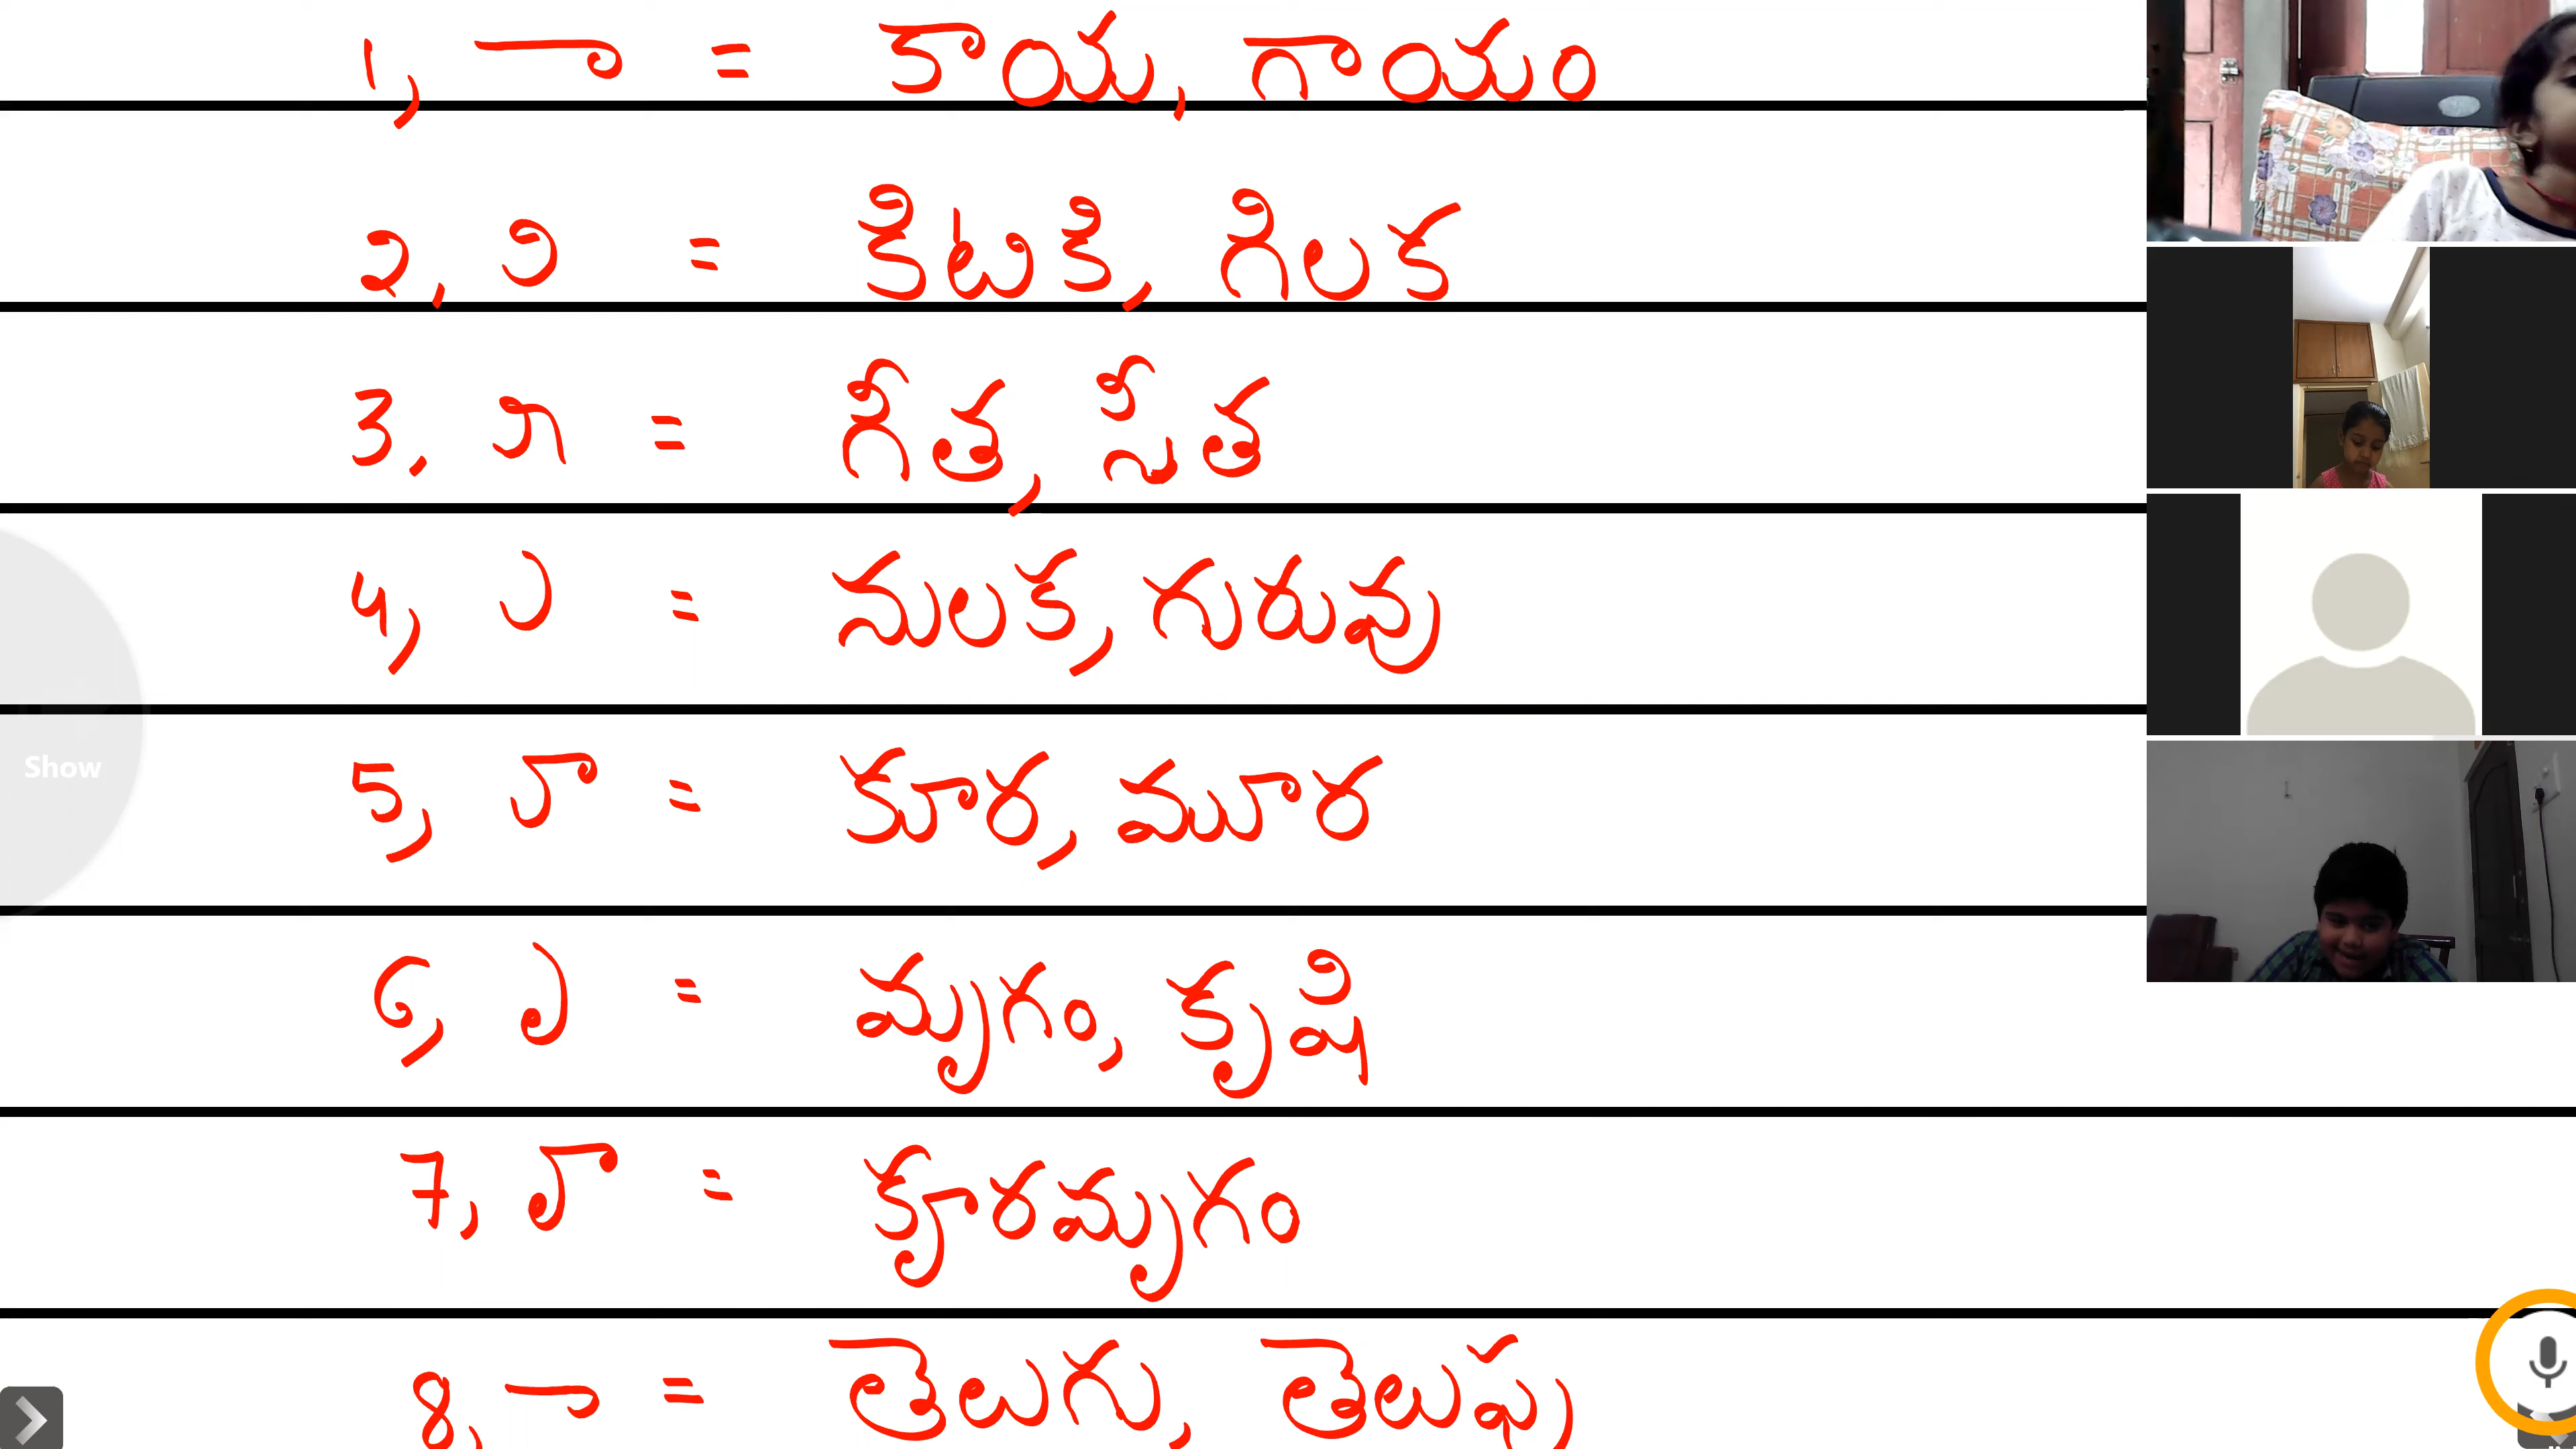 1, ా = కాయ, గాయం
2, ి = కిటికి, గిలక
3. ీ = గీత, సీత
4, ు = నులక, గురువు
5, ూ = కూర, మూర
6, ృ = మృగం, కృషి
7, ౄ = కౄరమృగం
8, ె = తెలుగు, తెలుపు
Show